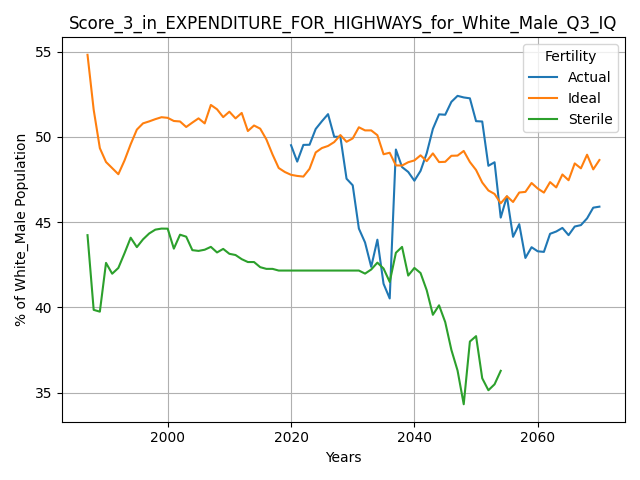 Score_3_in_EXPENDITURE_FOR_HIGHWAYS_for_White_Male_Q3_IQ
Fertility
Actual
Ideal
Sterile
% of White_Male Population
55
50
45
40
35
2000
2020
2040
2060
Years